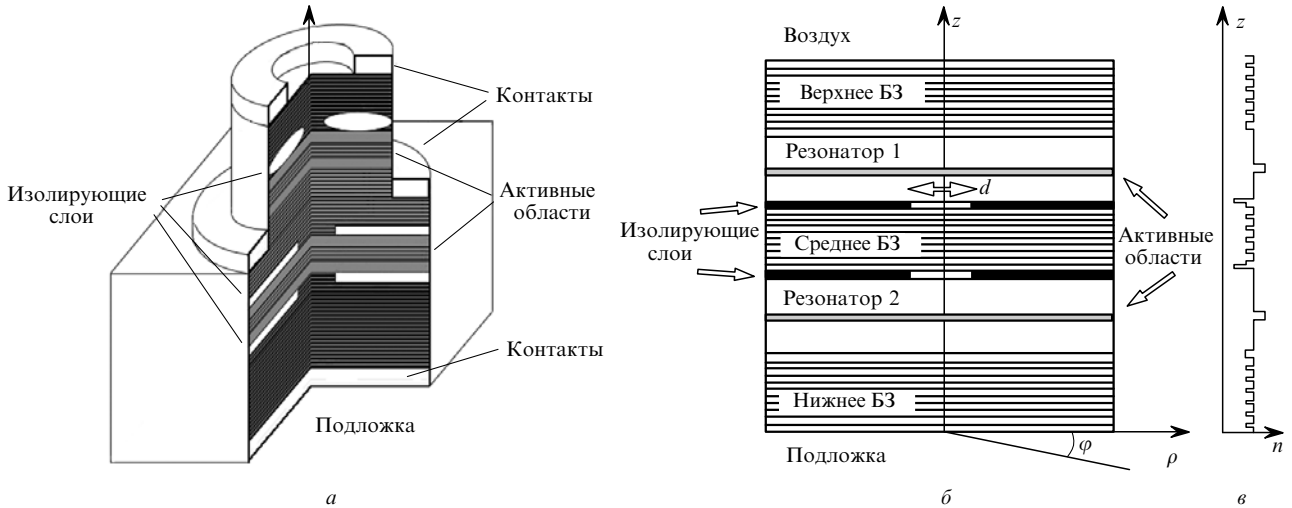 Контакты
Изолирующие
слои
Активные
области
Контакты
Подложка
а
z
Воздух
Верхнее БЗ
Резонатор 1
d
Изолирующие
слои
Среднее БЗ
Активные
области
Резонатор 2
Нижнее БЗ
Подложка
φ
ρ
б
z
n
в